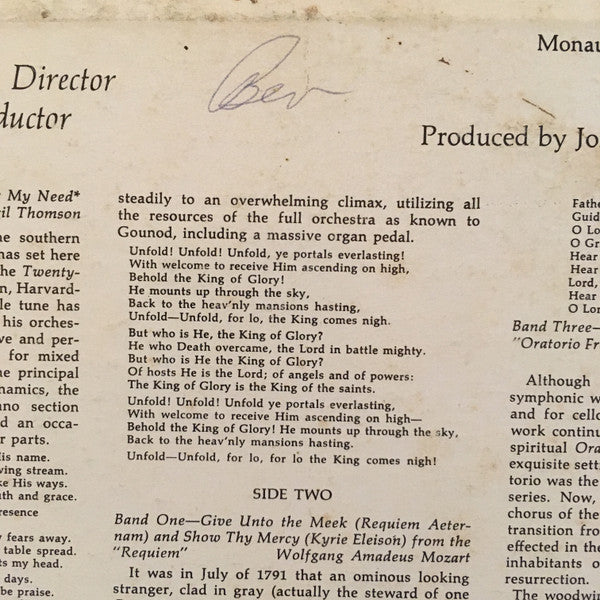 Director
ductor
Bev
Monau
Produced by Jo
My Need*
gil Thomson
he southern
has set here
the Twenty-
n, Harvard-
le tune has
his orches-
ve and per-
for mixed
he principal
namics, the
ano section
d an occa-
r parts.
His name.
ving stream.
ke His ways.
uth and grace.
presence
y fears away.
table spread.
ts my head.
days.
be praise.
steadily to an overwhelming climax, utilizing all
the resources of the full orchestra as known to
Gounod, including a massive organ pedal.
Unfold! Unfold! Unfold, ye portals everlasting!
With welcome to receive Him ascending on high,
Behold the King of Glory!
He mounts up through the sky,
Back to the heav'nly mansions hasting,
Unfold—Unfold, for lo, the King comes nigh.
But who is He, the King of Glory?
He who Death overcame, the Lord in battle mighty.
But who is He the King of Glory?
Of hosts He is the Lord; of angels and of powers:
The King of Glory is the King of the saints.
Unfold! Unfold! Unfold ye portals everlasting,
With welcome to receive Him ascending on high—
Behold the King of Glory! He mounts up through the sky,
Back to the heav'nly mansions hasting.
Unfold—Unfold, for lo, for lo the King comes nigh!
SIDE TWO
Band One—Give Unto the Meek (Requiem Aeter-
nam) and Show Thy Mercy (Kyrie Eleison) from the
"Requiem" Wolfgang Amadeus Mozart
It was in July of 1791 that an ominous looking
stranger, clad in gray (actually the steward of one
Fathe
Guid
O Lo
O Gr
Hear
Hear
Lord,
Hear
O Lor
Band Three—
"Oratorio Fr
Although
symphonic w
and for cello
work continu
spiritual Ora
exquisite setti
torio was the
series. Now,
chorus of the
transition fro
effected in the
inhabitants o
resurrection.
The woodwin